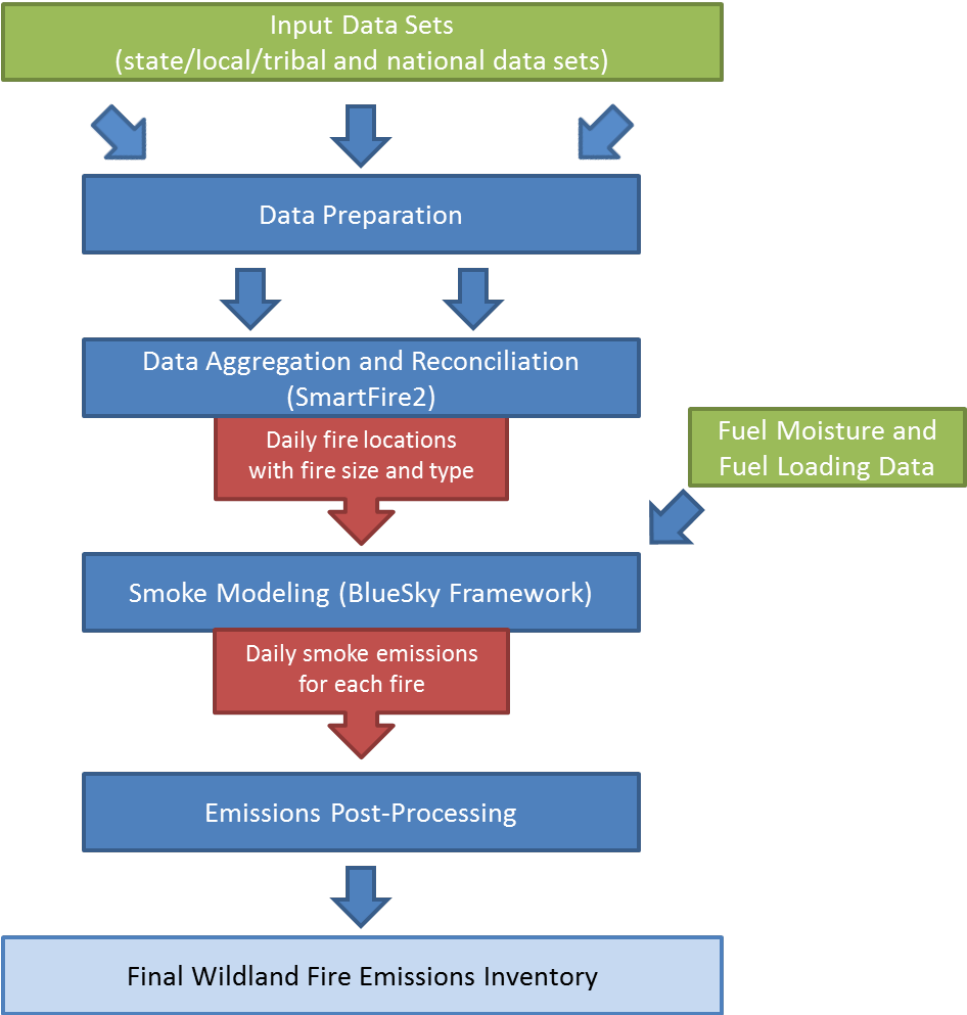 Input Data Sets
(state/local/tribal and national data sets)
Data Preparation
Data Aggregation and Reconciliation
(SmartFire2)
Daily fire locations
with fire size and type
Fuel Moisture and
Fuel Loading Data
Smoke Modeling (BlueSky Framework)
Daily smoke emissions
for each fire
Emissions Post-Processing
Final Wildland Fire Emissions Inventory